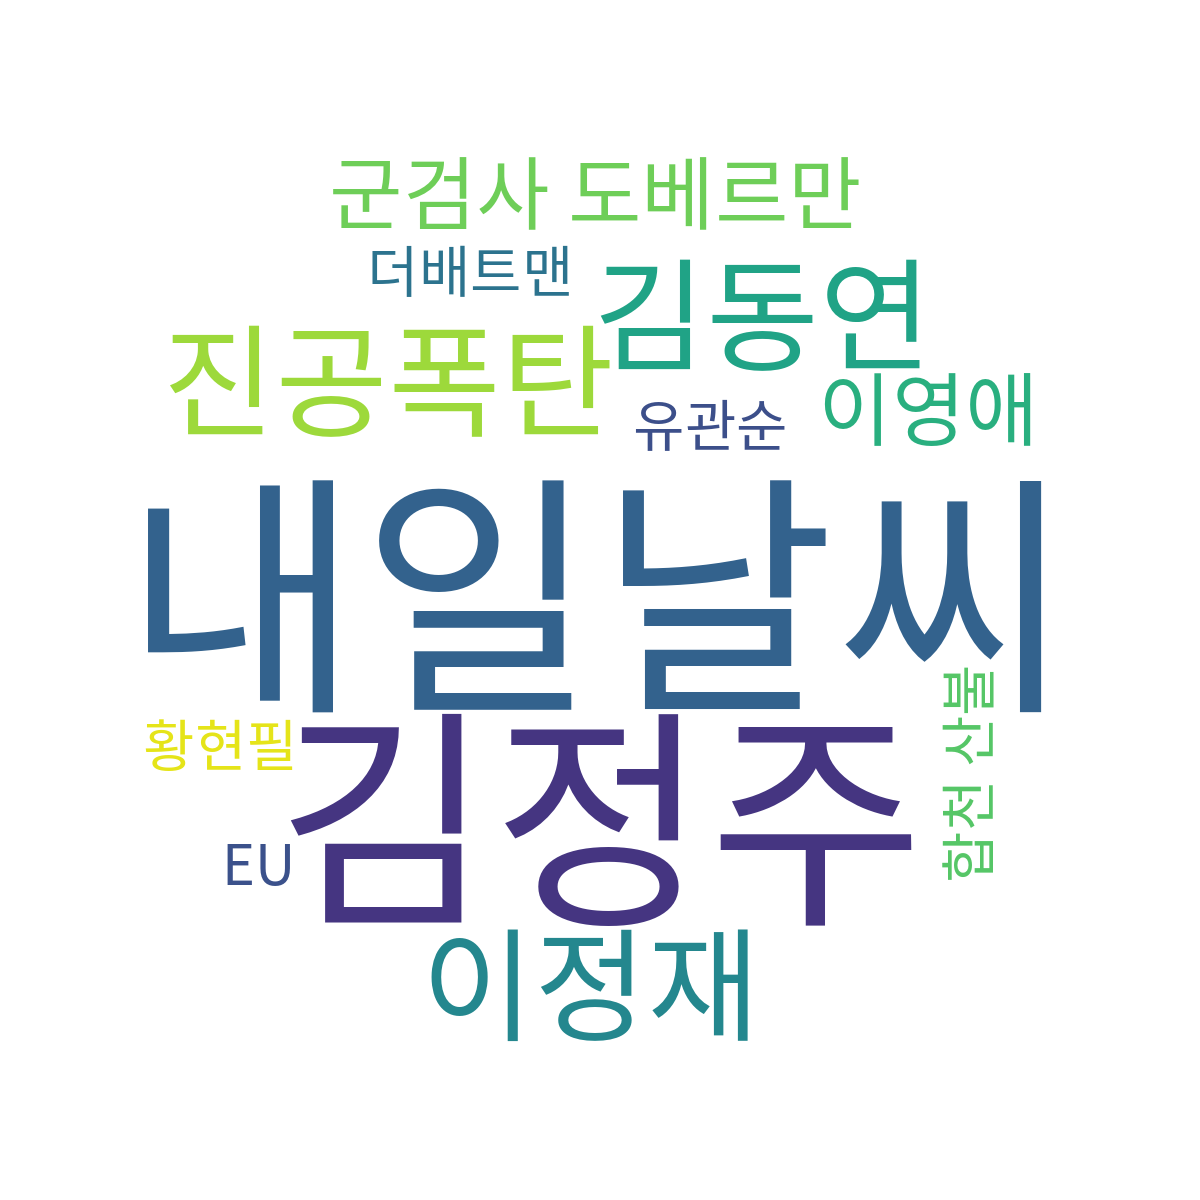 군검사 도베르만
더배트맨
김동연
진공폭탄
이영애
유관순
내일날씨
합천 산불
황현필
김정주
EU
이정재